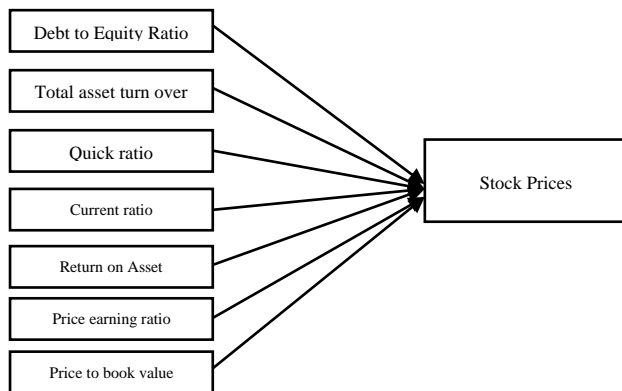 Debt to Equity Ratio
Total asset turn over
Quick ratio
Stock Prices
Current ratio
Return on Asset
Price earning ratio
Price to book value